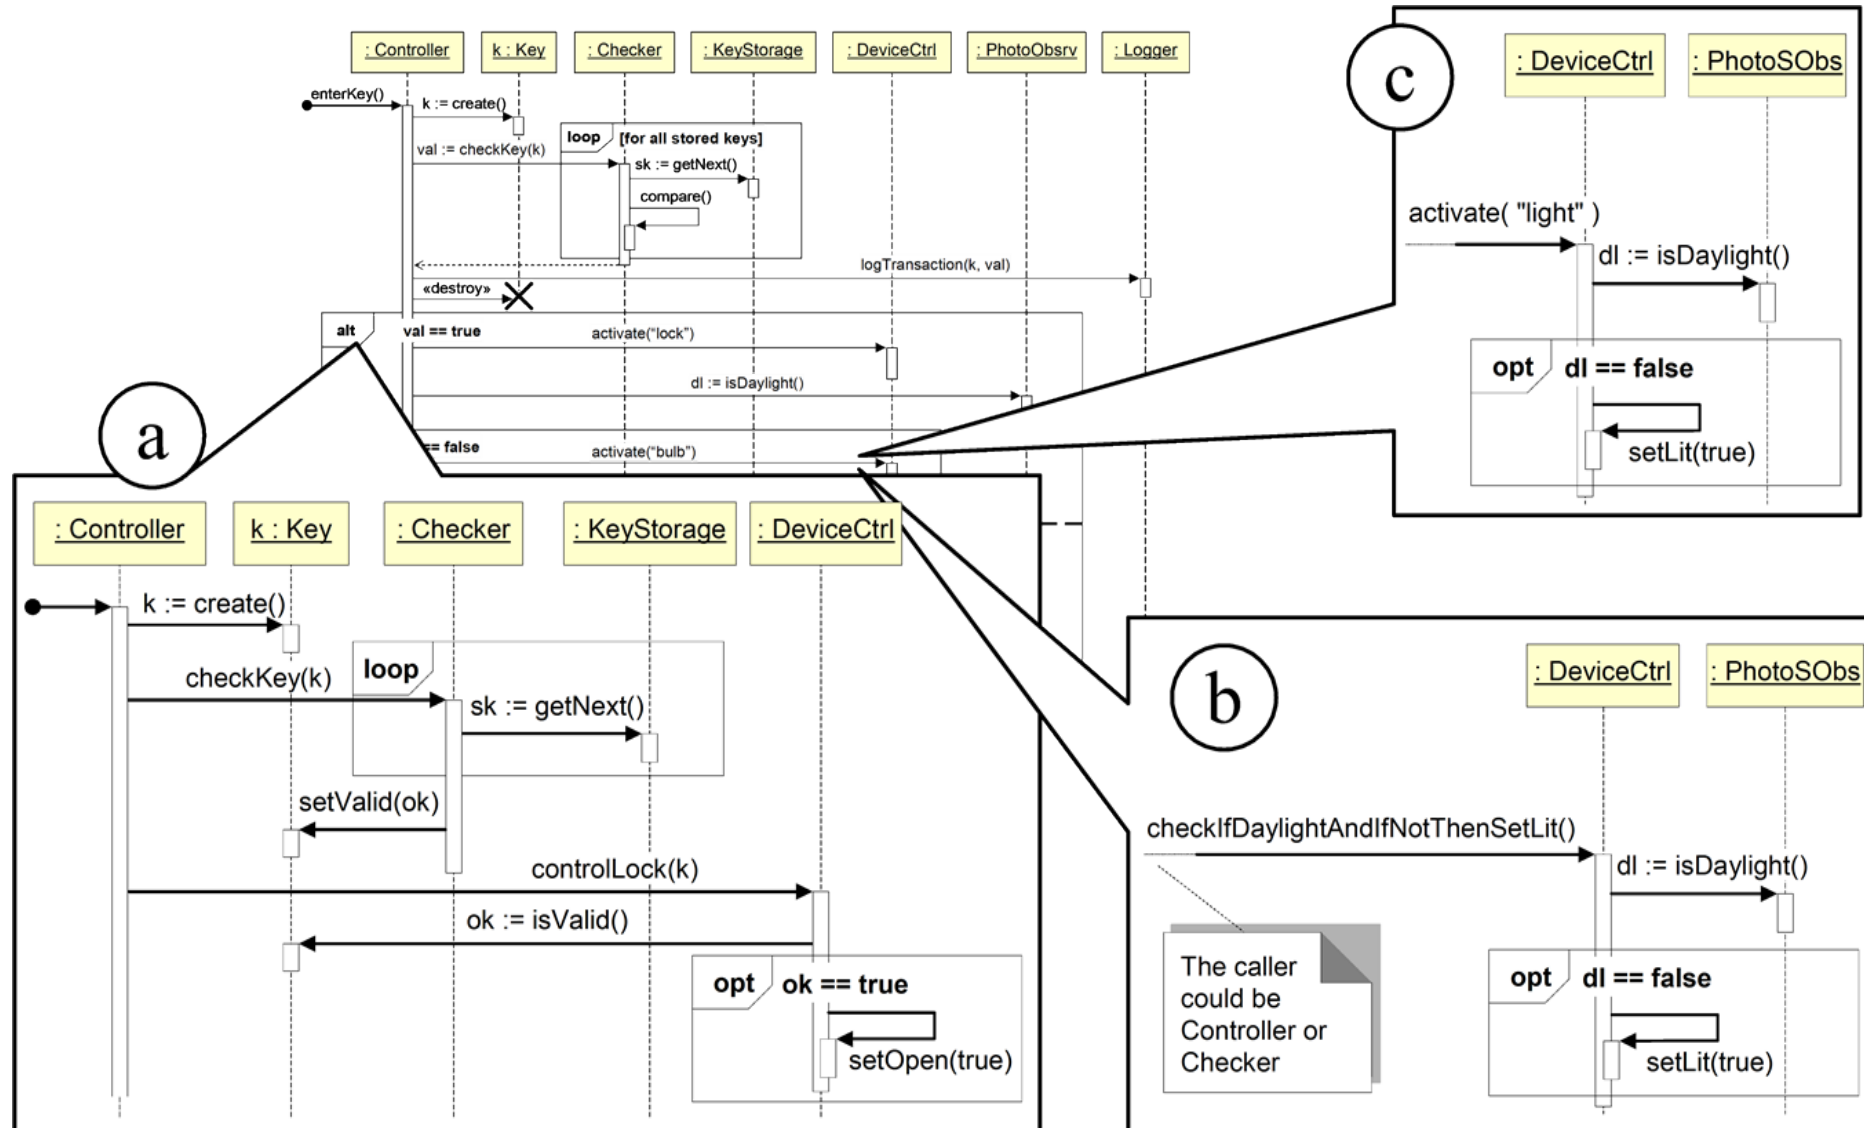 : Controller
k : Key
: Checker
: KeyStorage
: DeviceCtrl
: PhotoObsrv
: Logger
enterKey()
k := create()
loop
[for all stored keys]
val := checkKey(k)
sk := getNext()
compare()
logTransaction(k, val)
«destroy»
alt
val == true
activate("lock")
dl := isDaylight()
== false
activate("bulb")
a
: Controller
k : Key
: Checker
: KeyStorage
: DeviceCtrl
k := create()
loop
checkKey(k)
sk := getNext()
setValid(ok)
controlLock(k)
ok := isValid()
opt
ok == true
setOpen(true)
c
: DeviceCtrl
: PhotoSObs
activate( "light" )
dl := isDaylight()
opt
dl == false
setLit(true)
b
: DeviceCtrl
: PhotoSObs
checkIfDaylightAndIfNotThenSetLit()
dl := isDaylight()
The caller
could be
Controller or
Checker
opt
dl == false
setLit(true)